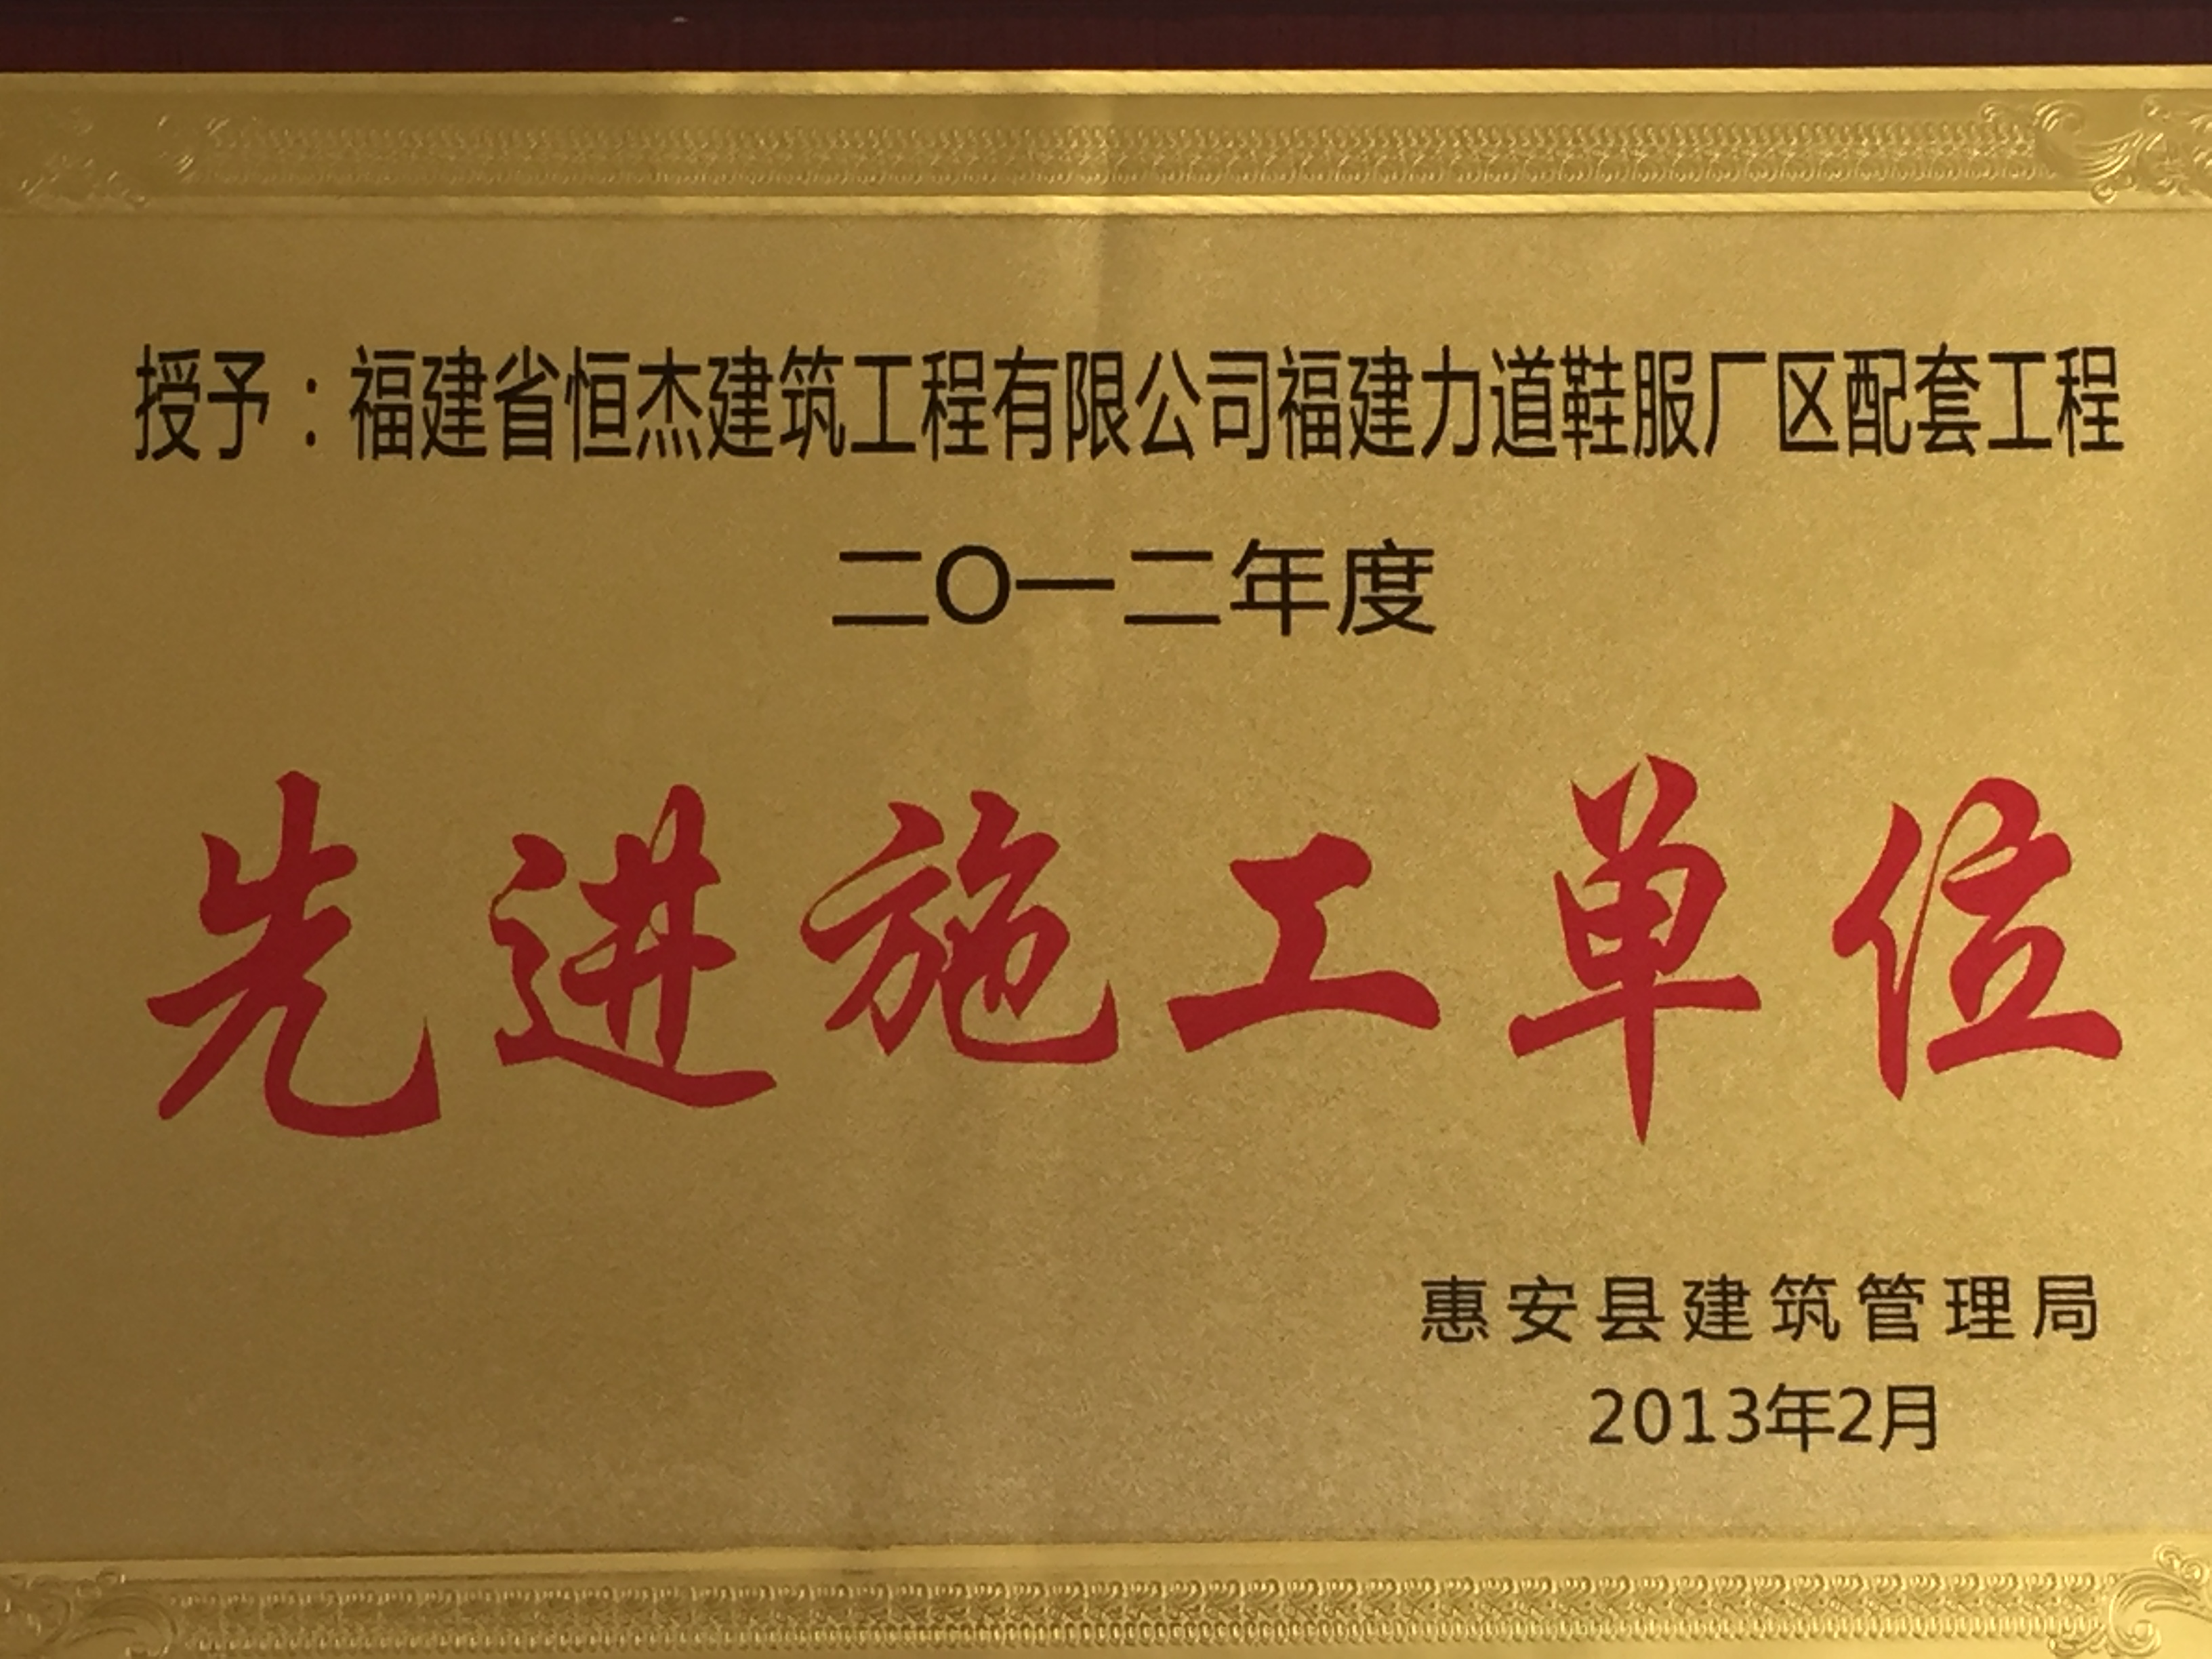 授予：福建省恒杰建筑工程有限公司福建力道鞋服厂区配套工程
二O一二年度
先进施工单位
惠安县建筑管理局
2013年2月